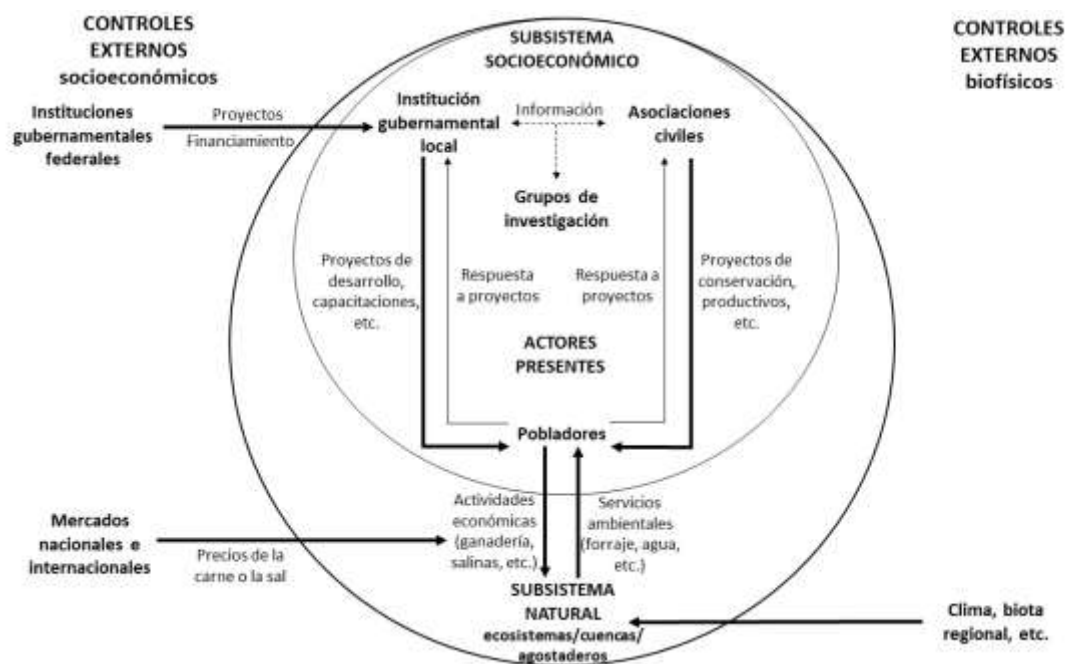 CONTROLES
EXTERNOS
socioeconómicos
CONTROLES
EXTERNOS
biofísicos
SUBSISTEMA
SOCIOECONÓMICO
Instituciones
gubernamentales
federales
Proyectos
Financiamiento
Institución
gubernamental
local
Información
Asociaciones
civiles
Grupos de
investigación
Proyectos de
desarrollo,
capacitaciones,
etc.
Respuesta
a proyectos
Respuesta a
proyectos
Proyectos de
conservación,
productivos,
etc.
ACTORES
PRESENTES
Pobladores
Mercados
nacionales e
internacionales
Precios de la
carne o la sal
Actividades
económicas
(ganadería,
salinas, etc.)
Servicios
ambientales
(forraje, agua,
etc.)
SUBSISTEMA
NATURAL
ecosistemas/cuencas/
agostaderos
Clima, biota
regional, etc.